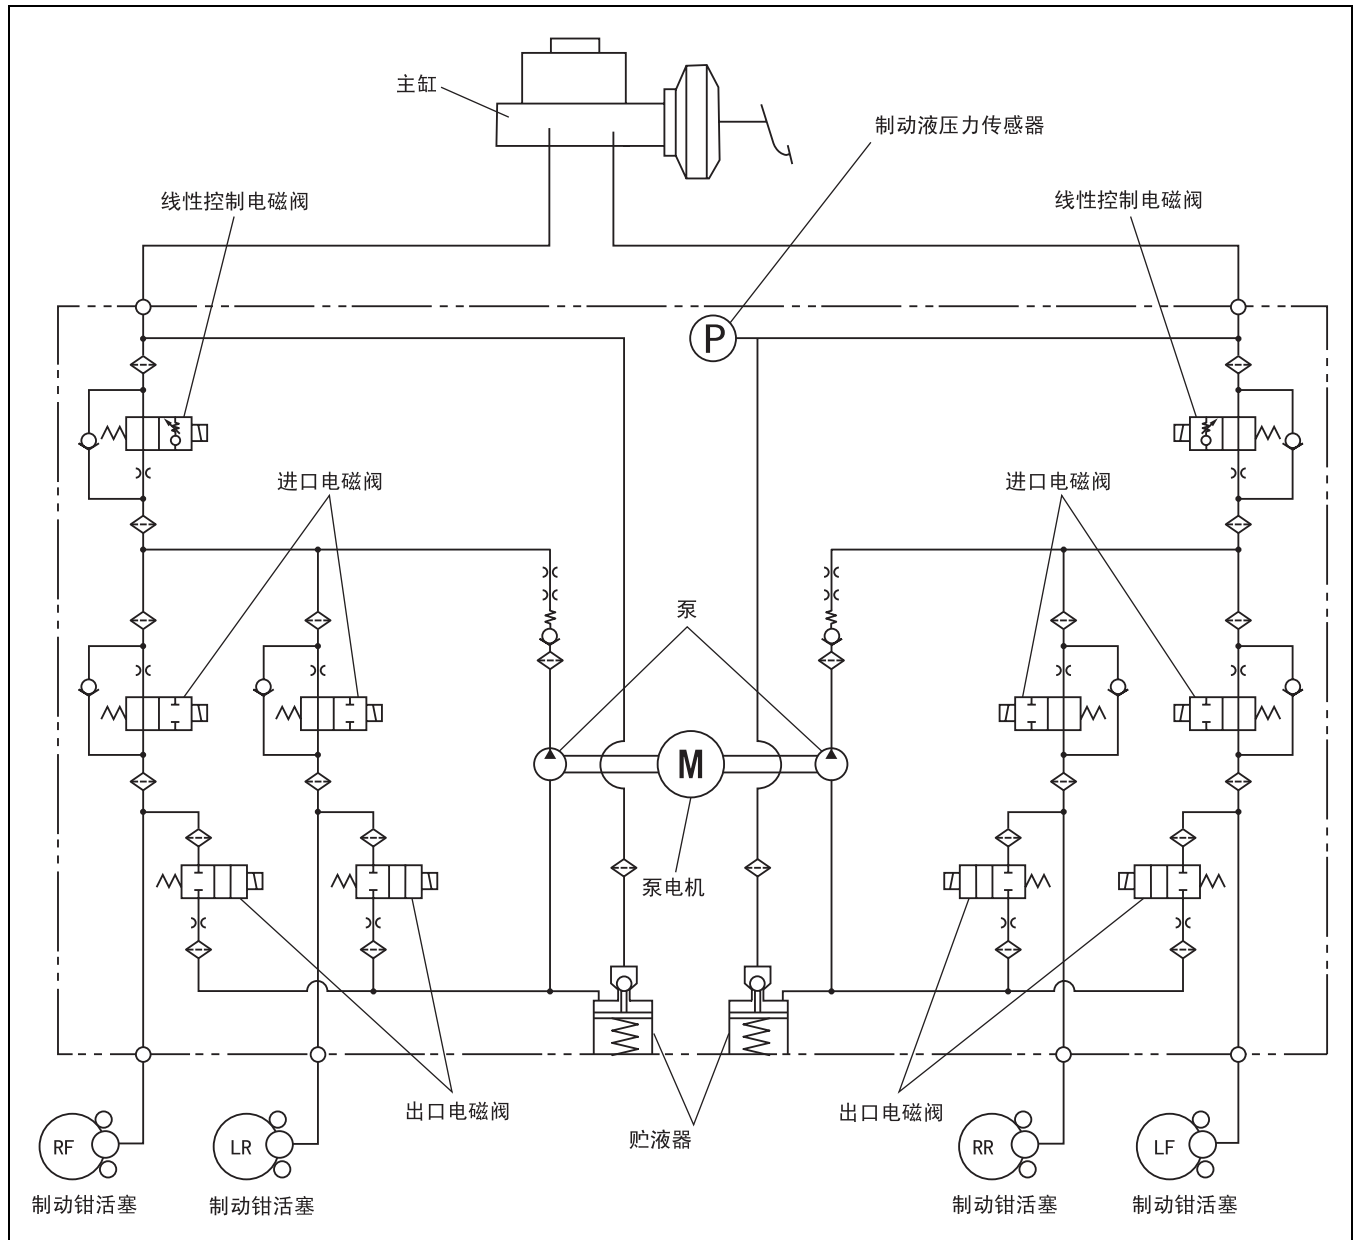 主缸
制动液压力传感器
线性控制电磁阀
线性控制电磁阀
P
进口电磁阀
进口电磁阀
泵
M
泵电机
出口电磁阀
出口电磁阀
贮液器
RF
LR
RR
LF
制动钳活塞
制动钳活塞
制动钳活塞
制动钳活塞